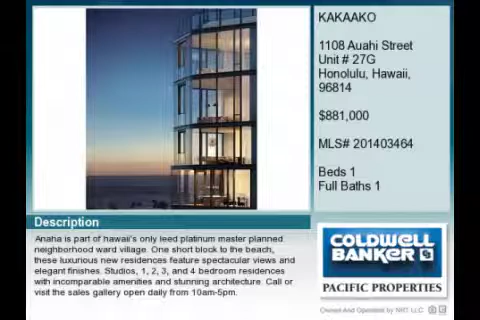 KAKAAKO
1108 Auahi Street
Unit # 27G
Honolulu, Hawaii,
96814
$881,000
MLS# 201403464
Beds 1
Full Baths 1
Description
Anaha is part of hawaii's only leed platinum master planned
neighborhood ward village. One short block to the beach,
these luxurious new residences feature spectacular views and
elegant finishes. Studios, 1, 2, 3, and 4 bedroom residences
with incomparable amenities and stunning architecture. Call or
visit the sales gallery open daily from 10am-5pm.
COLDWELL
BANKER
PACIFIC PROPERTIES
Owned And Operated by NRT LLC